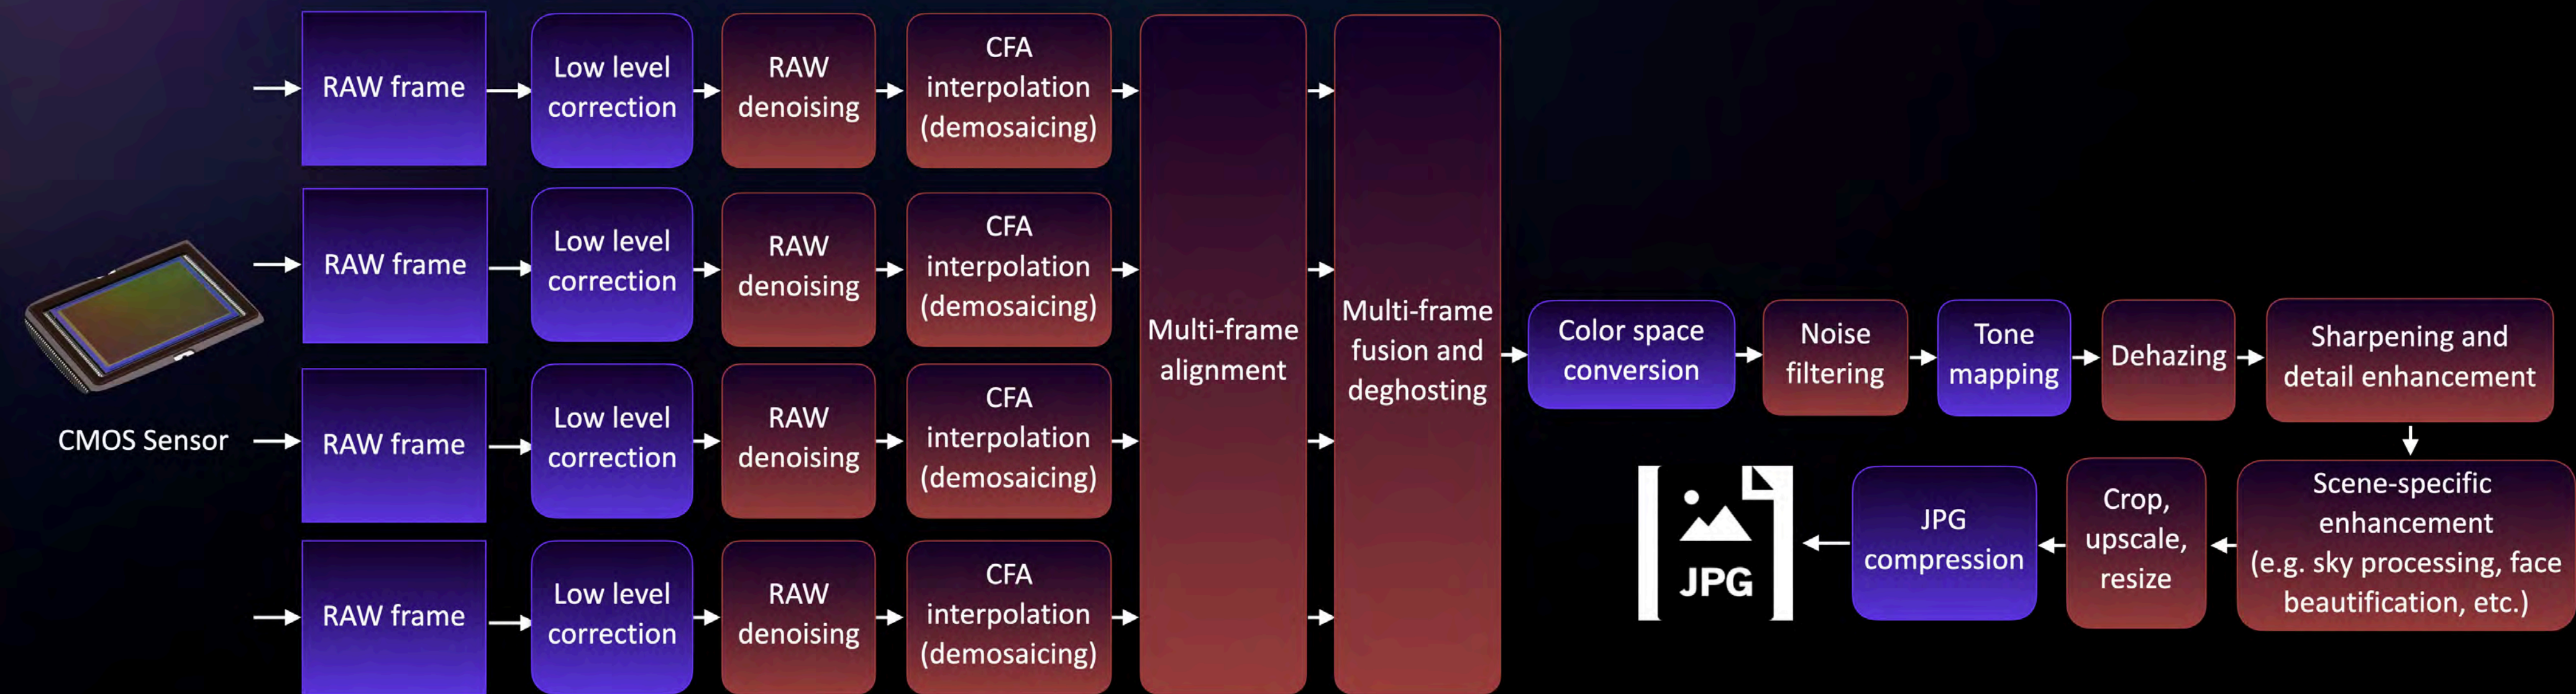 CMOS Sensor
RAW frame
Low level
correction
RAW
denoising
CFA
interpolation
(demosaicing)
RAW frame
Low level
correction
RAW
denoising
CFA
interpolation
(demosaicing)
RAW frame
Low level
correction
RAW
denoising
CFA
interpolation
(demosaicing)
RAW frame
Low level
correction
RAW
denoising
CFA
interpolation
(demosaicing)
Multi-frame
alignment
Multi-frame
fusion and
deghosting
Color space
conversion
Noise
filtering
Tone
mapping
Dehazing
Sharpening and
detail enhancement
Scene-specific
enhancement
(e.g. sky processing, face
beautification, etc.)
Crop,
upscale,
resize
JPG
compression
JPG